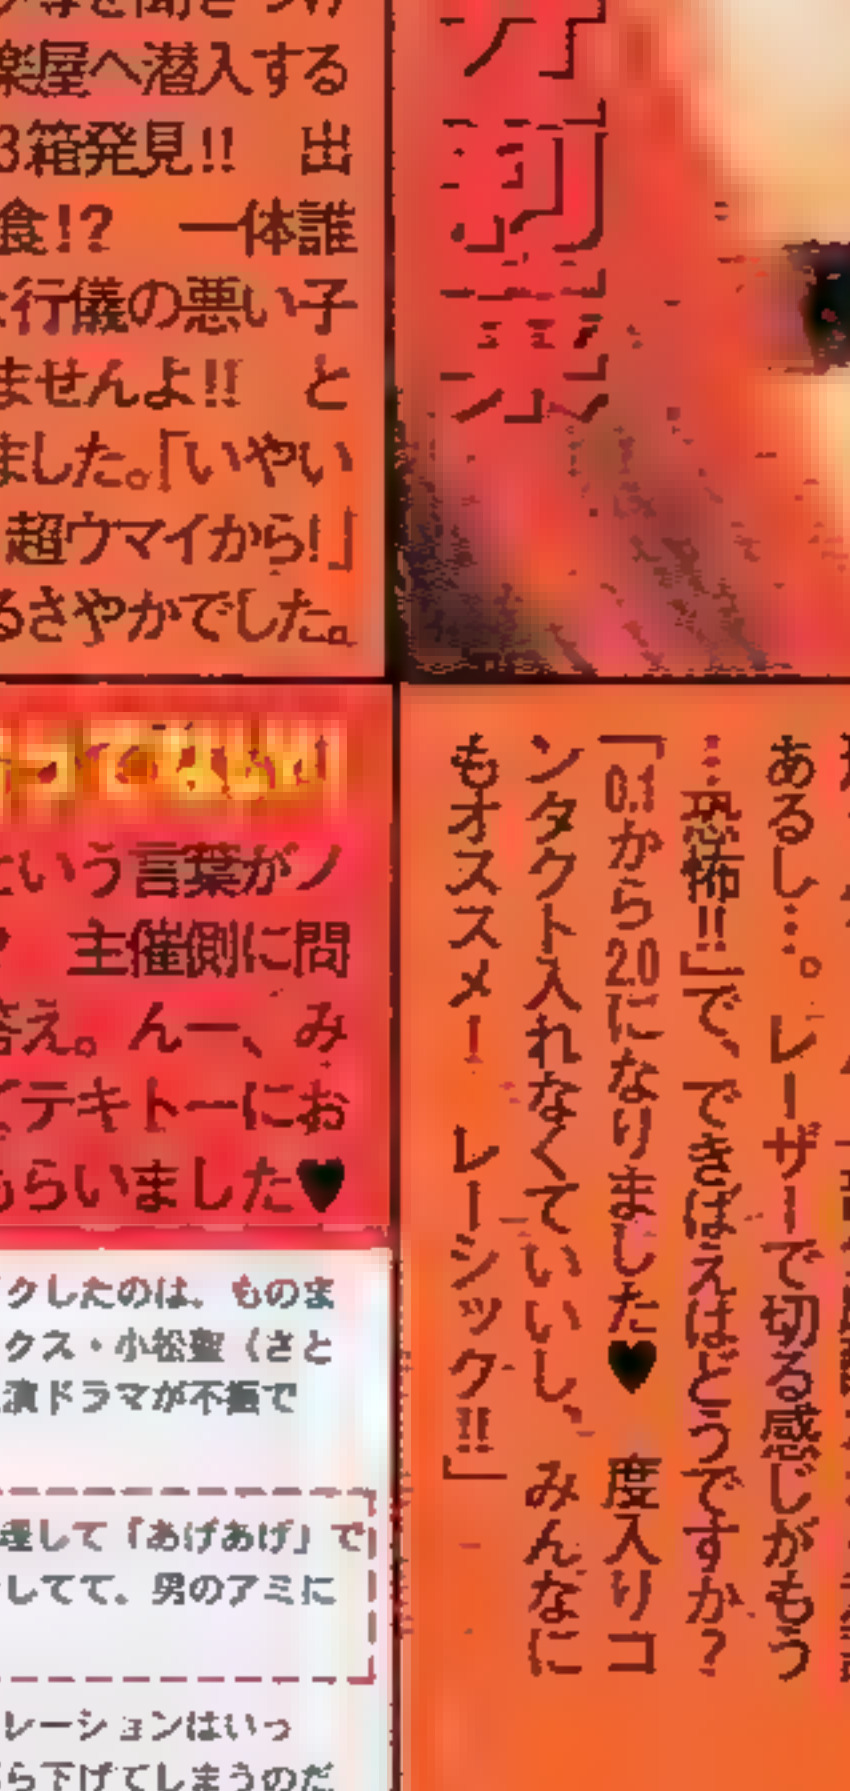 楽屋へ潜入する
3箱発見!!　出
食!?　一体誰
行儀の悪い子
ませんよ!!　と
ました。「いやい
超ウマイから!」
るさやかでした。
いう言葉がノ
?　主催側に問
答え。んー、み
テキトーにお
らいました♥
クしたのは、ものま
クス・小松聖（さと
演ドラマが不振で
理して「あげあげ」で
してて、男のアミに
レーションはいっ
ら下げてしまうのだ
あるし…。レーザーで切る感じがもう
…恐怖!!」で、できばえはどうですか?
「0.1から2.0になりました♥　度入りコ
ンタクト入れなくていいし、みんなに
もオススメ!　レーシック!!」